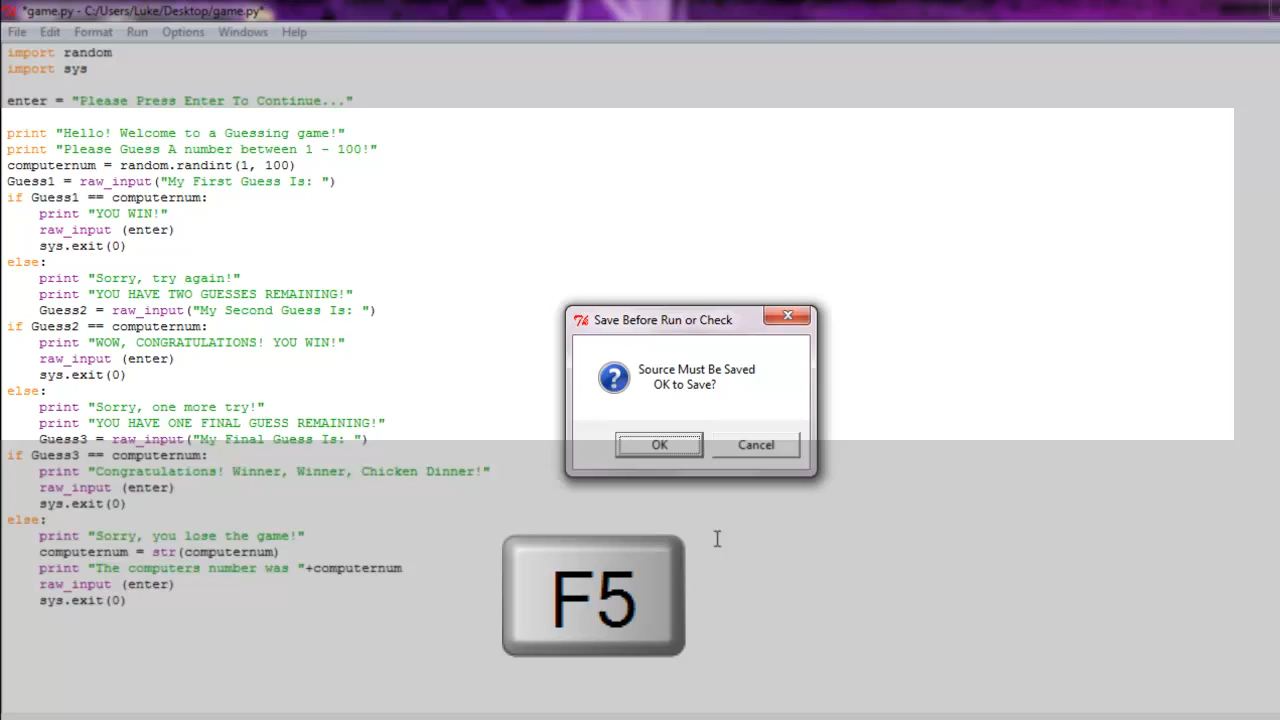 *game.py - C:/Users/Luke/Desktop/game.py*
File Edit Format Run Options Windows Help
import random
import sys
enter = "Please Press Enter To Continue..."
print "Hello! Welcome to a Guessing game!"
print "Please Guess A number between 1 - 100!"
computernum = random.randint(1, 100)
Guess1 = raw_input("My First Guess Is: ")
if Guess1 == computernum:
    print "YOU WIN!"
    raw_input (enter)
    sys.exit(0)
else:
    print "Sorry, try again!"
    print "YOU HAVE TWO GUESSES REMAINING!"
    Guess2 = raw_input("My Second Guess Is: ")
if Guess2 == computernum:
    print "WOW, CONGRATULATIONS! YOU WIN!"
    raw_input (enter)
    sys.exit(0)
else:
    print "Sorry, one more try!"
    print "YOU HAVE ONE FINAL GUESS REMAINING!"
    Guess3 = raw_input("My Final Guess Is: ")
if Guess3 == computernum:
    print "Congratulations! Winner, Winner, Chicken Dinner!"
    raw_input (enter)
    sys.exit(0)
else:
    print "Sorry, you lose the game!"
    computernum = str(computernum)
    print "The computers number was "+computernum
    raw_input (enter)
    sys.exit(0)
Save Before Run or Check
Source Must Be Saved
OK to Save?
OK Cancel
F5